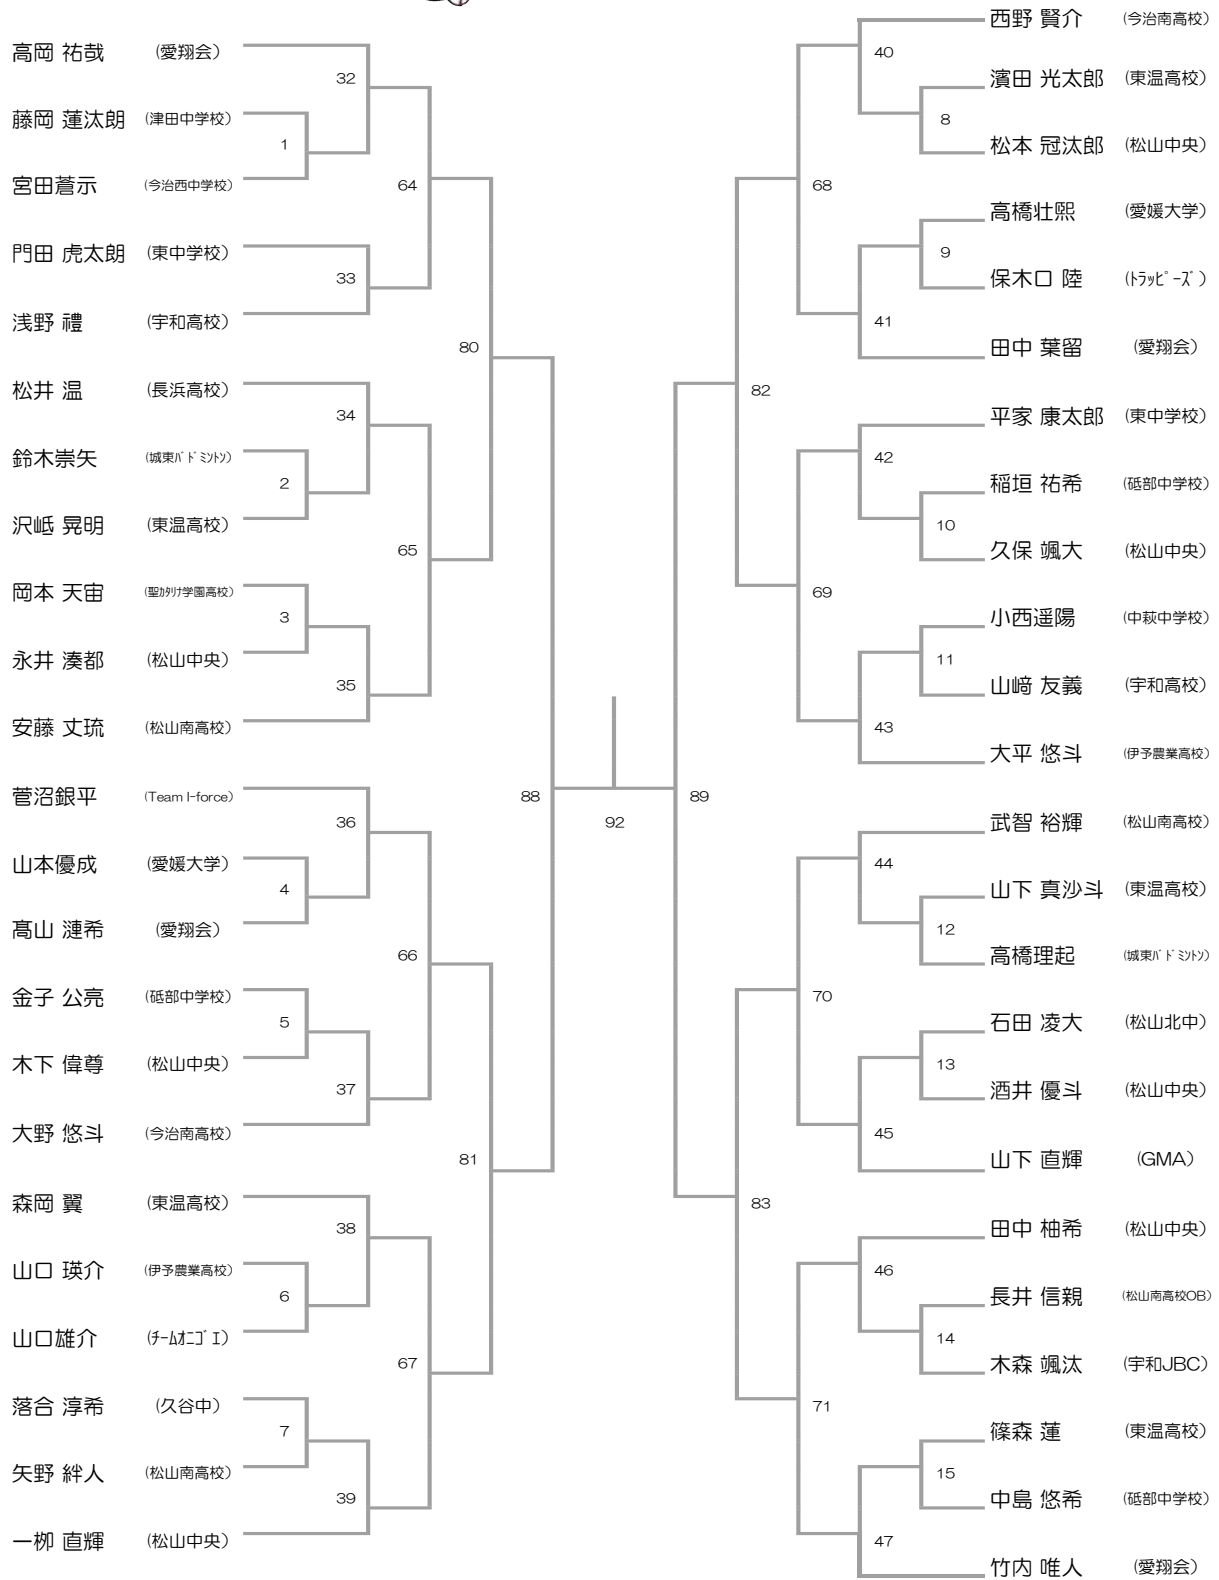 高岡 祐哉 (愛翔会)
32
藤岡 蓮汰朗 (津田中学校)
1
宮田蒼示 (今治西中学校)
64
門田 虎太朗 (東中学校)
33
浅野 禮 (宇和高校)
80
松井 温 (長浜高校)
34
鈴木崇矢 (城東ﾊﾞﾄﾞﾐﾝﾄﾝ)
2
沢岻 晃明 (東温高校)
65
岡本 天宙 (聖ｶﾀﾘﾅ学園高校)
3
永井 湊都 (松山中央)
35
安藤 丈琉 (松山南高校)
88
菅沼銀平 (Team I-force)
36
山本優成 (愛媛大学)
4
髙山 漣希 (愛翔会)
66
金子 公亮 (砥部中学校)
5
木下 偉尊 (松山中央)
37
大野 悠斗 (今治南高校)
81
森岡 翼 (東温高校)
38
山口 瑛介 (伊予農業高校)
6
山口雄介 (ﾁｰﾑｵﾆｺﾞｴ)
67
落合 淳希 (久谷中)
7
矢野 絆人 (松山南高校)
39
一栁 直輝 (松山中央)
92
西野 賢介 (今治南高校)
40
濱田 光太郎 (東温高校)
8
松本 冠汰郎 (松山中央)
68
高橋壮熙 (愛媛大学)
9
保木口 陸 (ﾄﾗｯﾋﾟｰｽﾞ)
41
田中 葉留 (愛翔会)
82
平家 康太郎 (東中学校)
42
稲垣 祐希 (砥部中学校)
10
久保 颯大 (松山中央)
69
小西遥陽 (中萩中学校)
11
山﨑 友義 (宇和高校)
43
大平 悠斗 (伊予農業高校)
89
武智 裕輝 (松山南高校)
44
山下 真沙斗 (東温高校)
12
高橋理起 (城東ﾊﾞﾄﾞﾐﾝﾄﾝ)
70
石田 凌大 (松山北中)
13
酒井 優斗 (松山中央)
45
山下 直輝 (GMA)
83
田中 柚希 (松山中央)
46
長井 信親 (松山南高校OB)
14
木森 颯汰 (宇和JBC)
71
篠森 蓮 (東温高校)
15
中島 悠希 (砥部中学校)
47
竹内 唯人 (愛翔会)